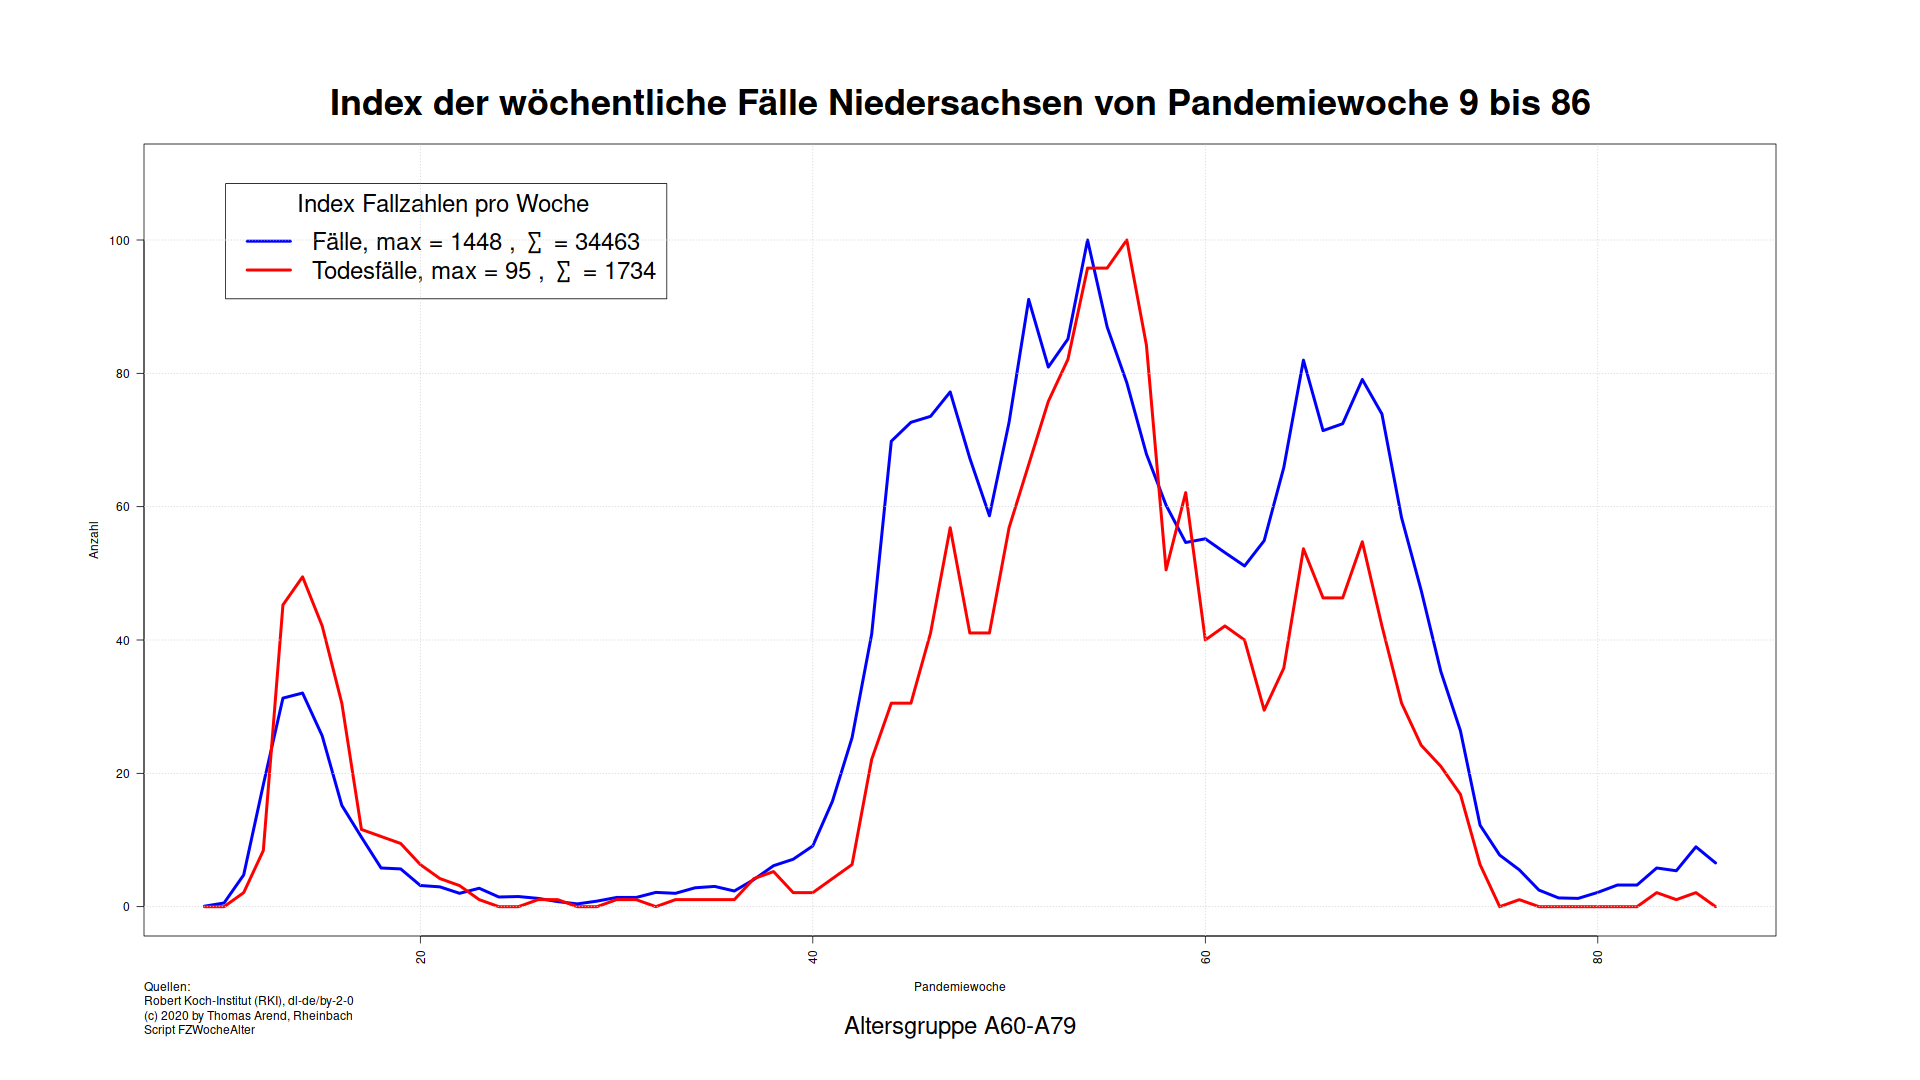 Index der wöchentliche Fälle Niedersachsen von Pandemiewoche 9 bis 86
Index Fallzahlen pro Woche
Fälle, max = 1448 , ∑ = 34463
Todesfälle, max = 95 , ∑ = 1734
100
80
60
40
20
0
Anzahl
20
40
60
80
Pandemiewoche
Quellen:
Robert Koch-Institut (RKI), dl-de/by-2-0
(c) 2020 by Thomas Arend, Rheinbach
Script FZWocheAlter
Altersgruppe A60-A79